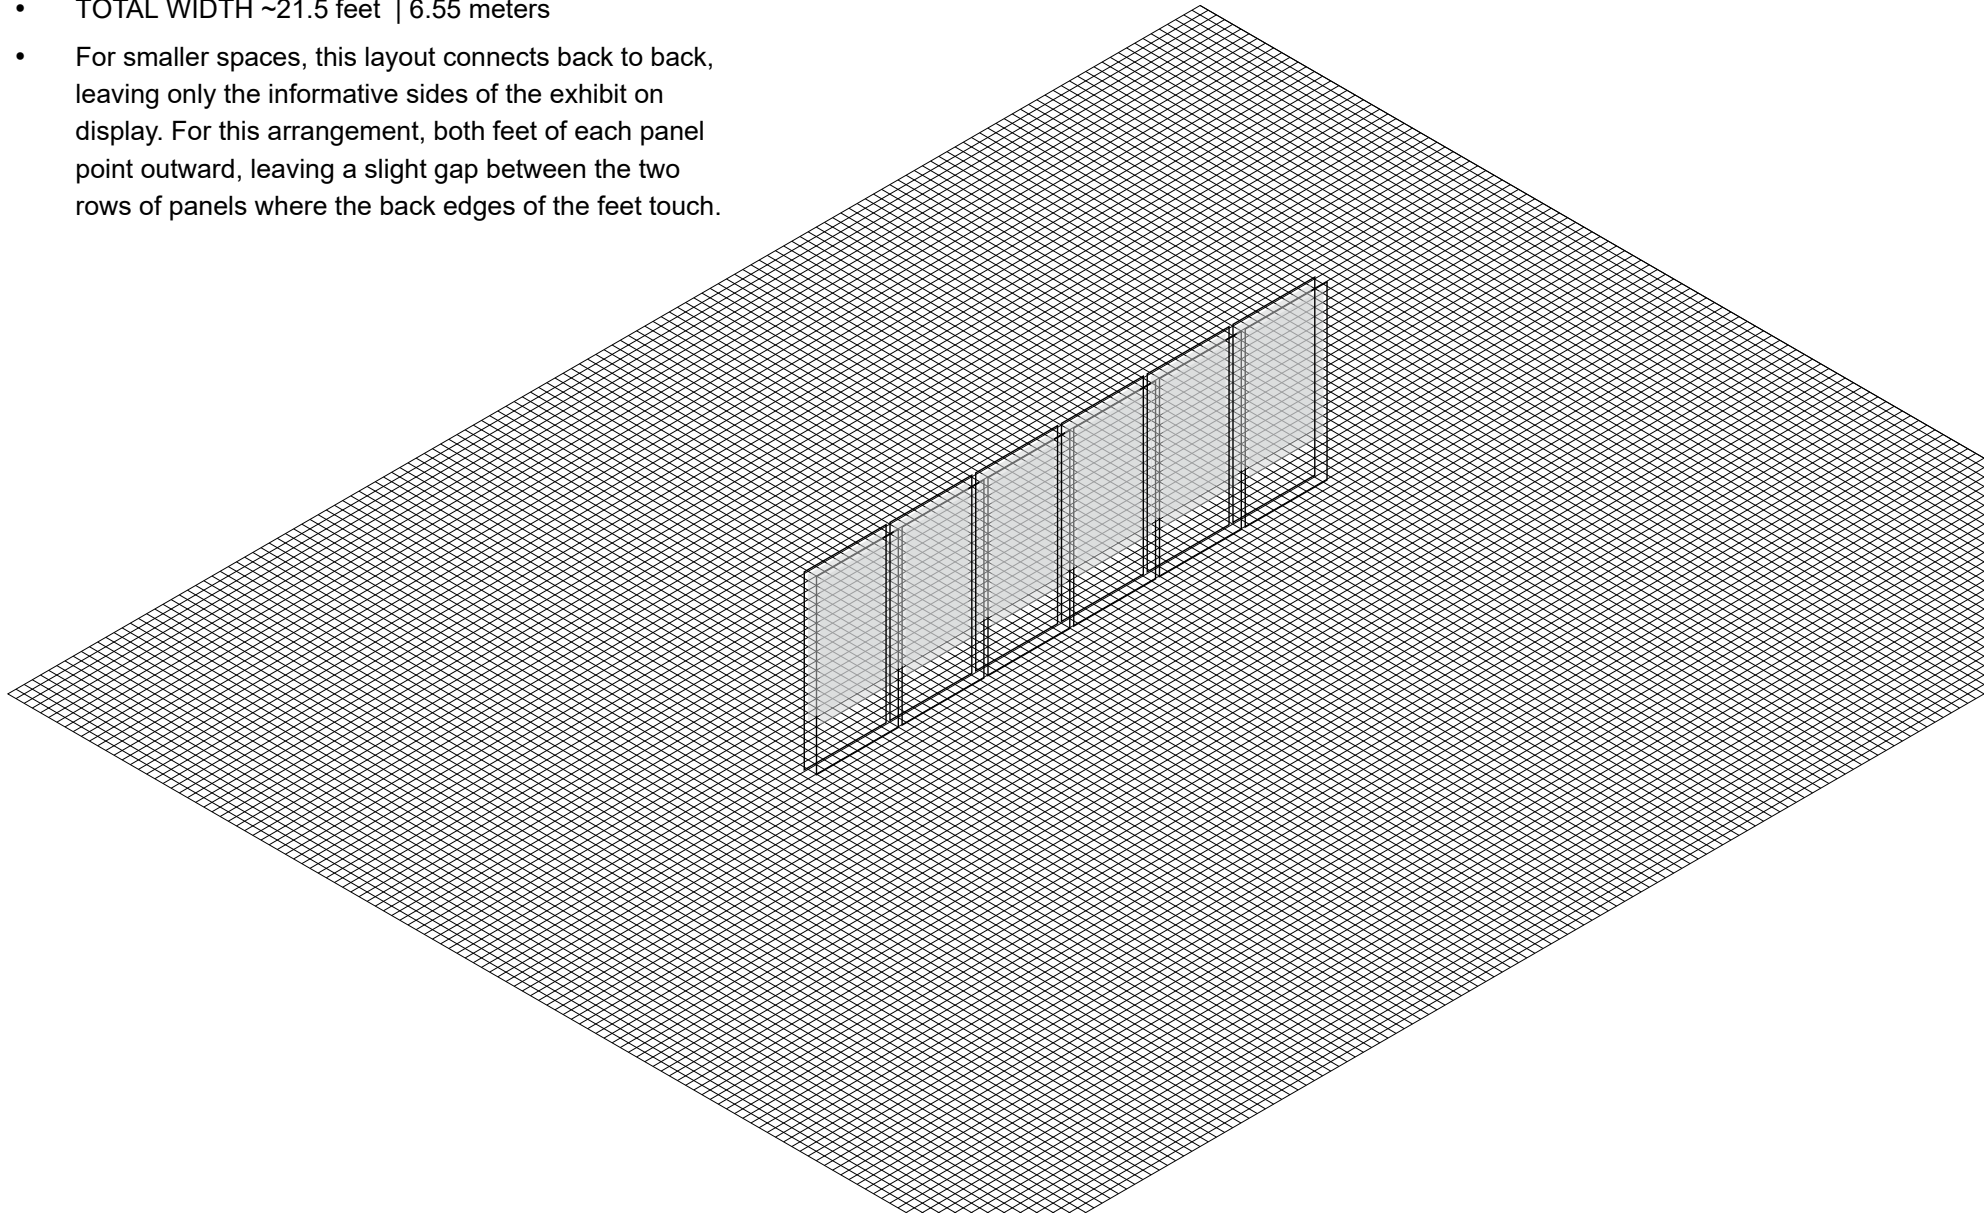 • TOTAL WIDTH ~21.5 feet | 6.55 meters
• For smaller spaces, this layout connects back to back,
leaving only the informative sides of the exhibit on
display. For this arrangement, both feet of each panel
point outward, leaving a slight gap between the two
rows of panels where the back edges of the feet touch.